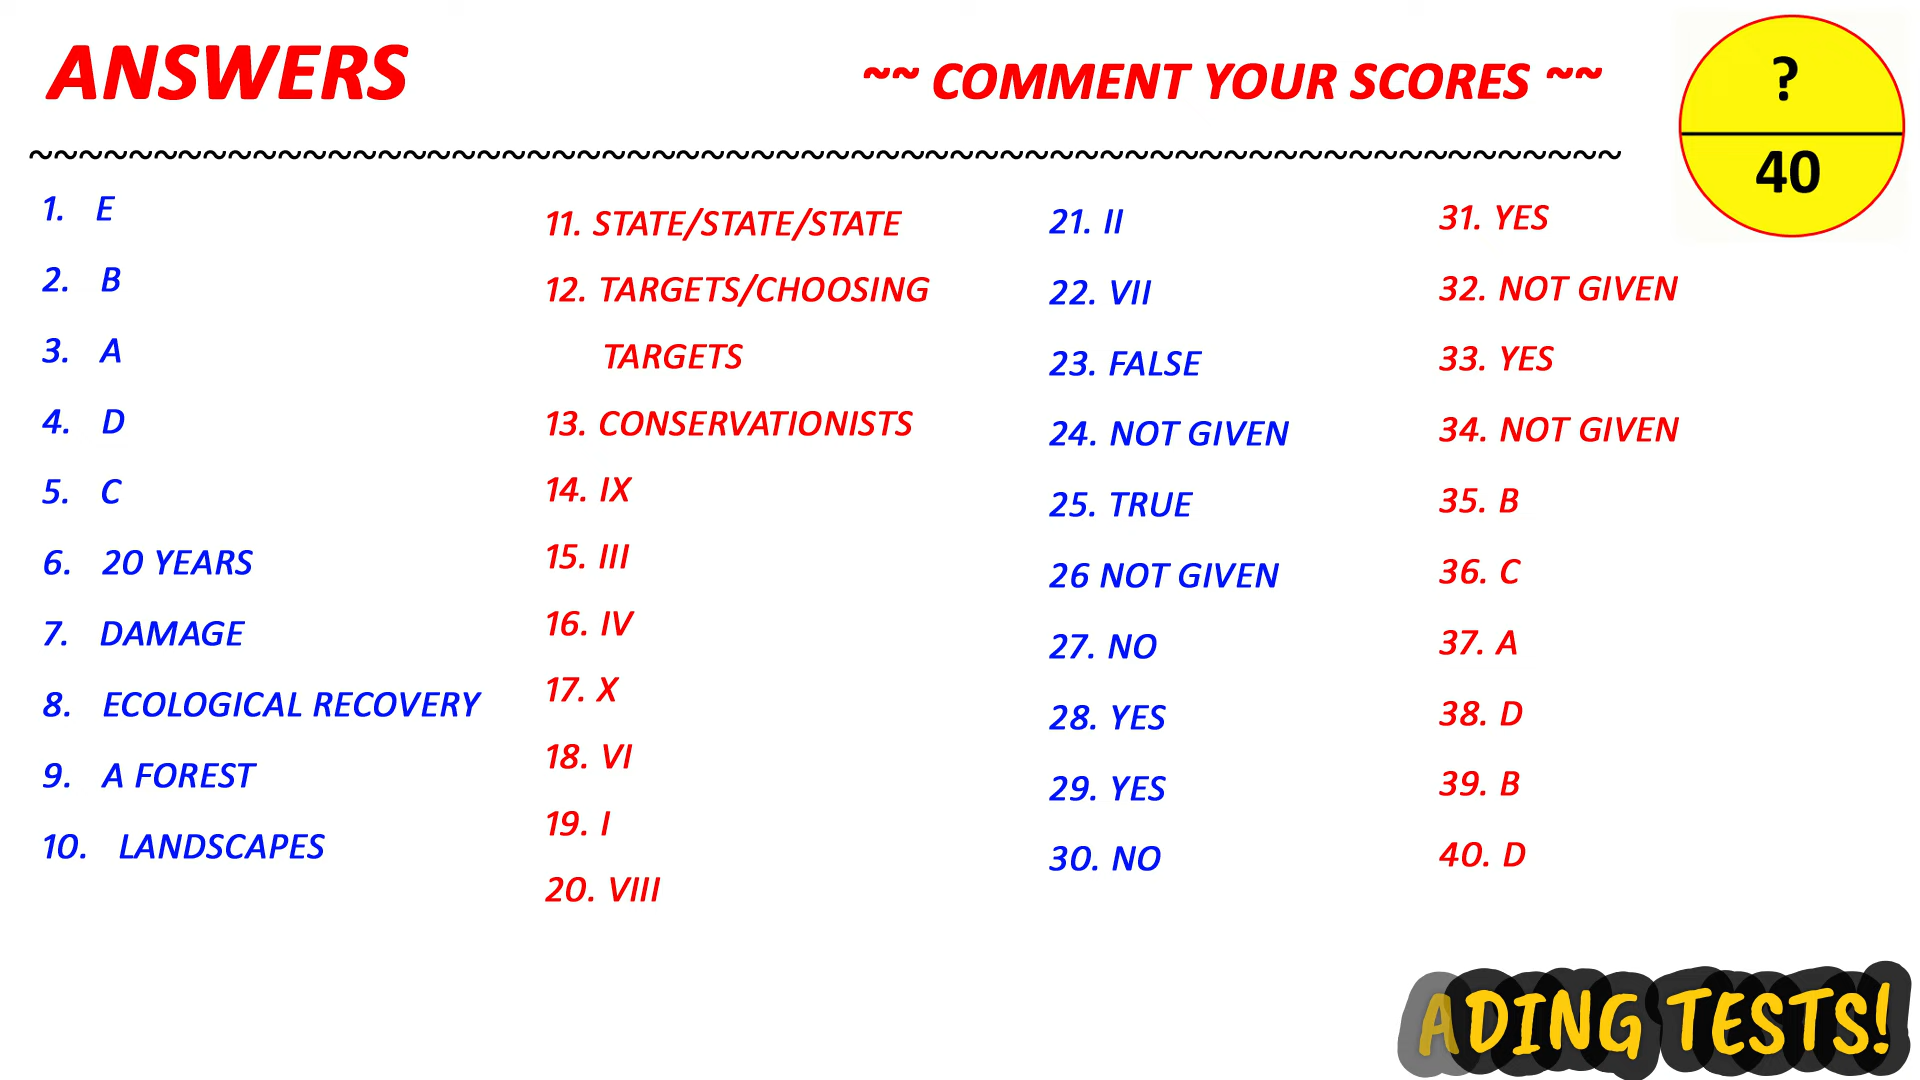 ANSWERS
~~ COMMENT YOUR SCORES ~~
?
40
~~~~~~~~~~~~~~~~~~~~~~~~~~~~~~~~~~~~~~~~~~~~~~~~~~~~~~~~~~~~~~~~
1. E
2. B
3. A
4. D
5. C
6. 20 YEARS
7. DAMAGE
8. ECOLOGICAL RECOVERY
9. A FOREST
10. LANDSCAPES
11. STATE/STATE/STATE
12. TARGETS/CHOOSING
TARGETS
13. CONSERVATIONISTS
14. IX
15. III
16. IV
17. X
18. VI
19. I
20. VIII
21. II
22. VII
23. FALSE
24. NOT GIVEN
25. TRUE
26 NOT GIVEN
27. NO
28. YES
29. YES
30. NO
31. YES
32. NOT GIVEN
33. YES
34. NOT GIVEN
35. B
36. C
37. A
38. D
39. B
40. D
ADING TESTS!